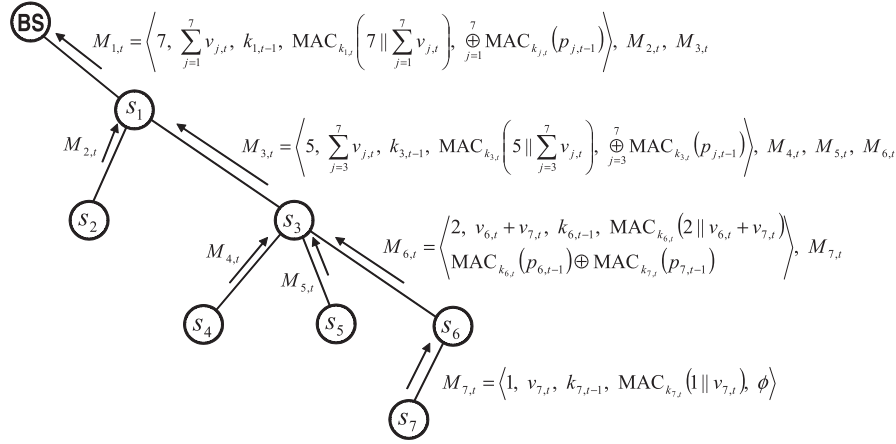 BS
M_{1,t} = ⟨7, ∑_{j=1}^{7} v_{j,t}, k_{1,t−1}, MAC_{k_{1,t}}(7 || ∑_{j=1}^{7} v_{j,t}), ⊕_{j=1}^{7} MAC_{k_{j,t}}(p_{j,t−1})⟩, M_{2,t}, M_{3,t}
s_1
M_{2,t}
M_{3,t} = ⟨5, ∑_{j=3}^{7} v_{j,t}, k_{3,t−1}, MAC_{k_{3,t}}(5 || ∑_{j=3}^{7} v_{j,t}), ⊕_{j=3}^{7} MAC_{k_{3,t}}(p_{j,t−1})⟩, M_{4,t}, M_{5,t}, M_{6,t}
s_2
s_3
M_{4,t}
M_{5,t}
M_{6,t} = ⟨2, v_{6,t} + v_{7,t}, k_{6,t−1}, MAC_{k_{6,t}}(2 || v_{6,t} + v_{7,t})
MAC_{k_{6,t}}(p_{6,t−1}) ⊕ MAC_{k_{7,t}}(p_{7,t−1})⟩, M_{7,t}
s_4
s_5
s_6
M_{7,t} = ⟨1, v_{7,t}, k_{7,t−1}, MAC_{k_{7,t}}(1 || v_{7,t}), ϕ⟩
s_7